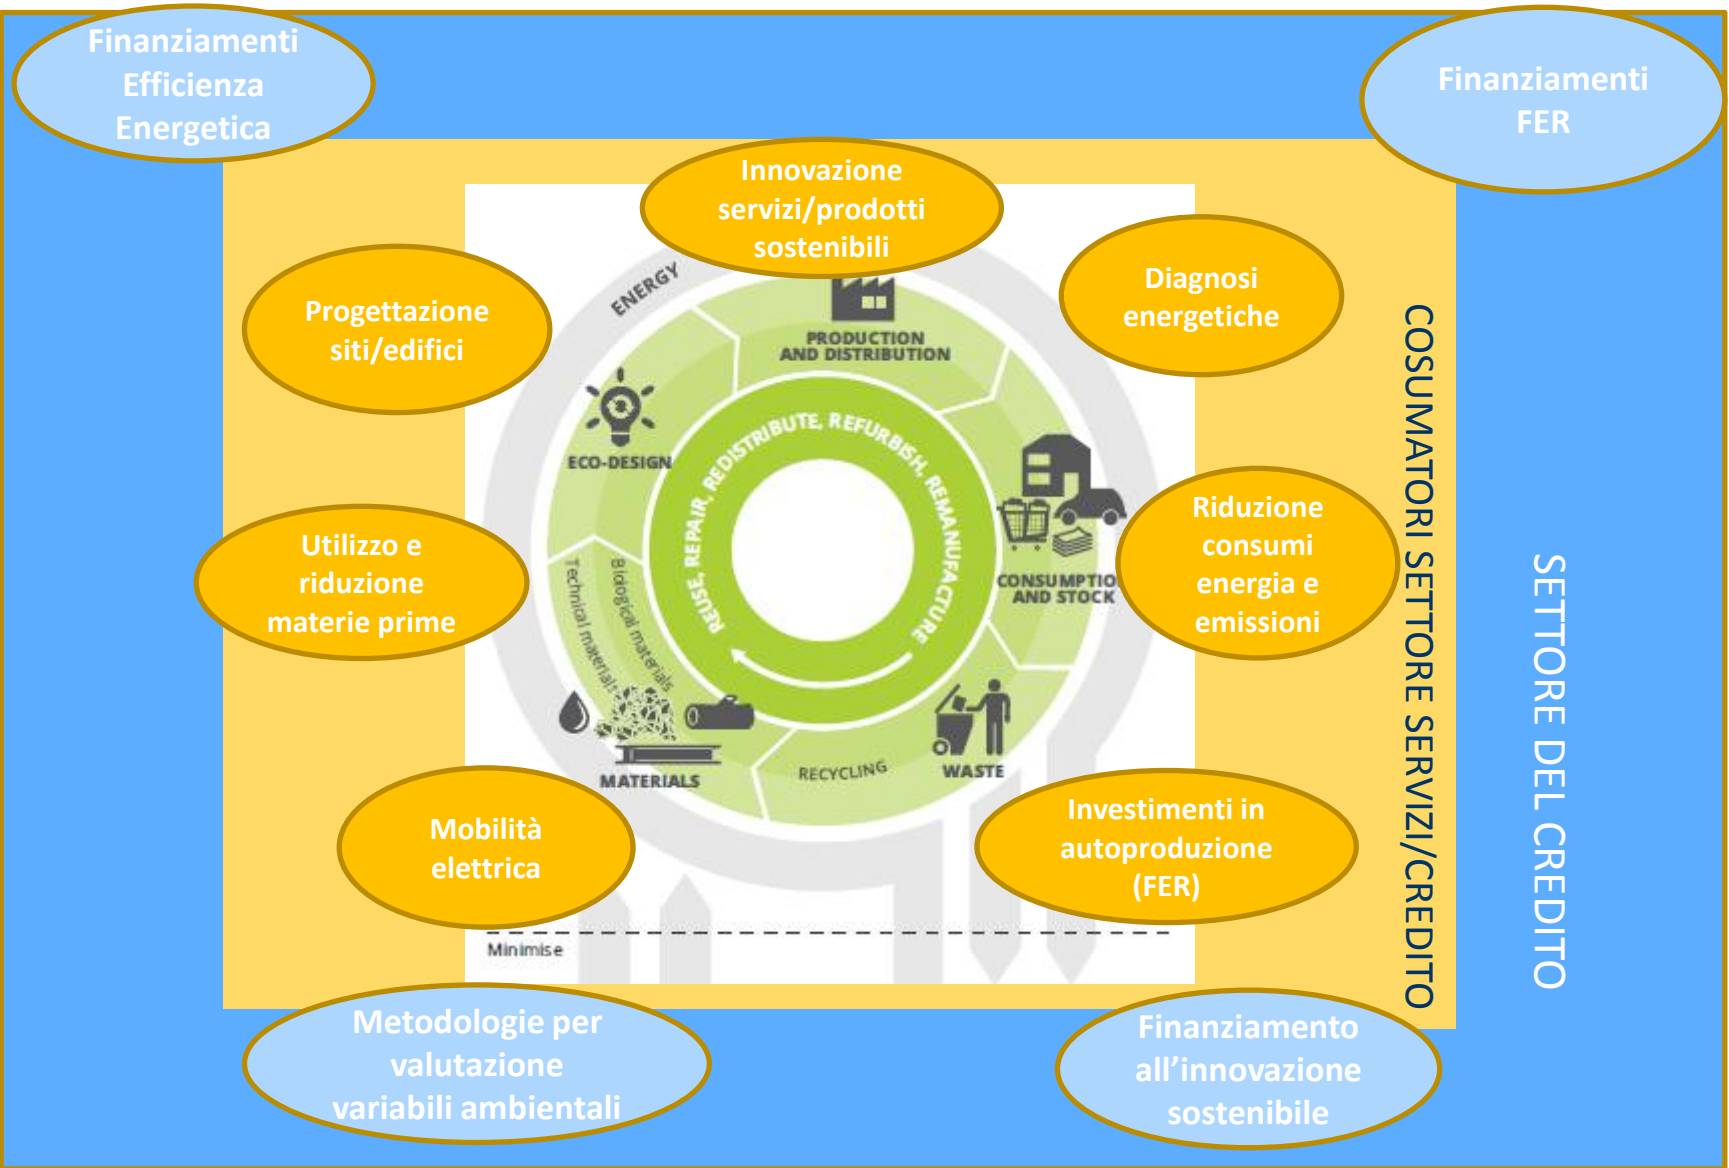 Finanziamenti
Efficienza
Energetica
Finanziamenti
FER
Innovazione
servizi/prodotti
sostenibili
Diagnosi
energetiche
Progettazione
siti/edifici
ENERGY
PRODUCTION
AND DISTRIBUTION
ECO-DESIGN
REUSE, REPAIR, REDISTRIBUTE, REFURBISH, REMANUFACTURE
Utilizzo e
riduzione
materie prime
Technical materials
Biological materials
CONSUMPTIO
AND STOCK
Riduzione
consumi
energia e
emissioni
COSUMATORI SETTORE SERVIZI/CREDITO
SETTORE DEL CREDITO
MATERIALS
RECYCLING
WASTE
Mobilità
elettrica
Investimenti in
autoproduzione
(FER)
Minimise
Metodologie per
valutazione
variabili ambientali
Finanziamento
all’innovazione
sostenibile